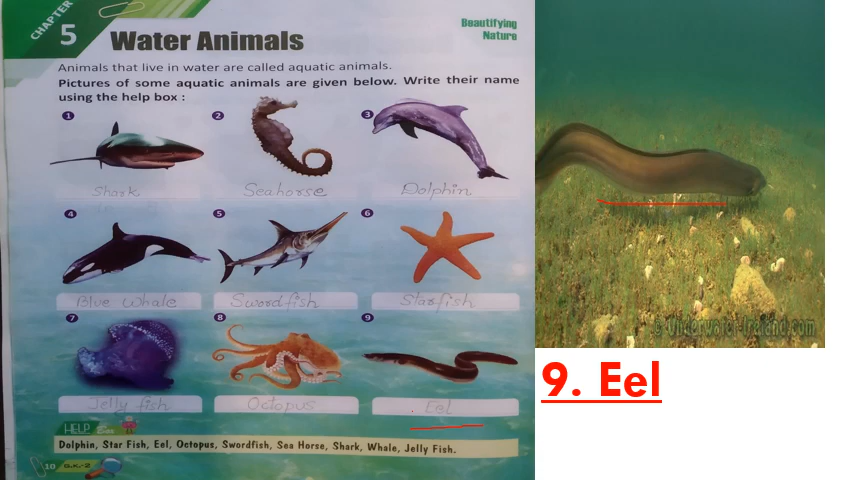 CHAPTER
5
Water Animals
Beautifying
Nature
Animals that live in water are called aquatic animals.
Pictures of some aquatic animals are given below. Write their name
using the help box :
1
2
3
Shark
Seahorse
Dolphin
4
5
6
Blue Whale
Swordfish
Starfish
7
8
9
Jelly fish
Octopus
Eel
HELP
Dolphin, Star Fish, Eel, Octopus, Swordfish, Sea Horse, Shark, Whale, Jelly Fish.
10 G.K.-2
© Underwater-Ireland.com
9. Eel